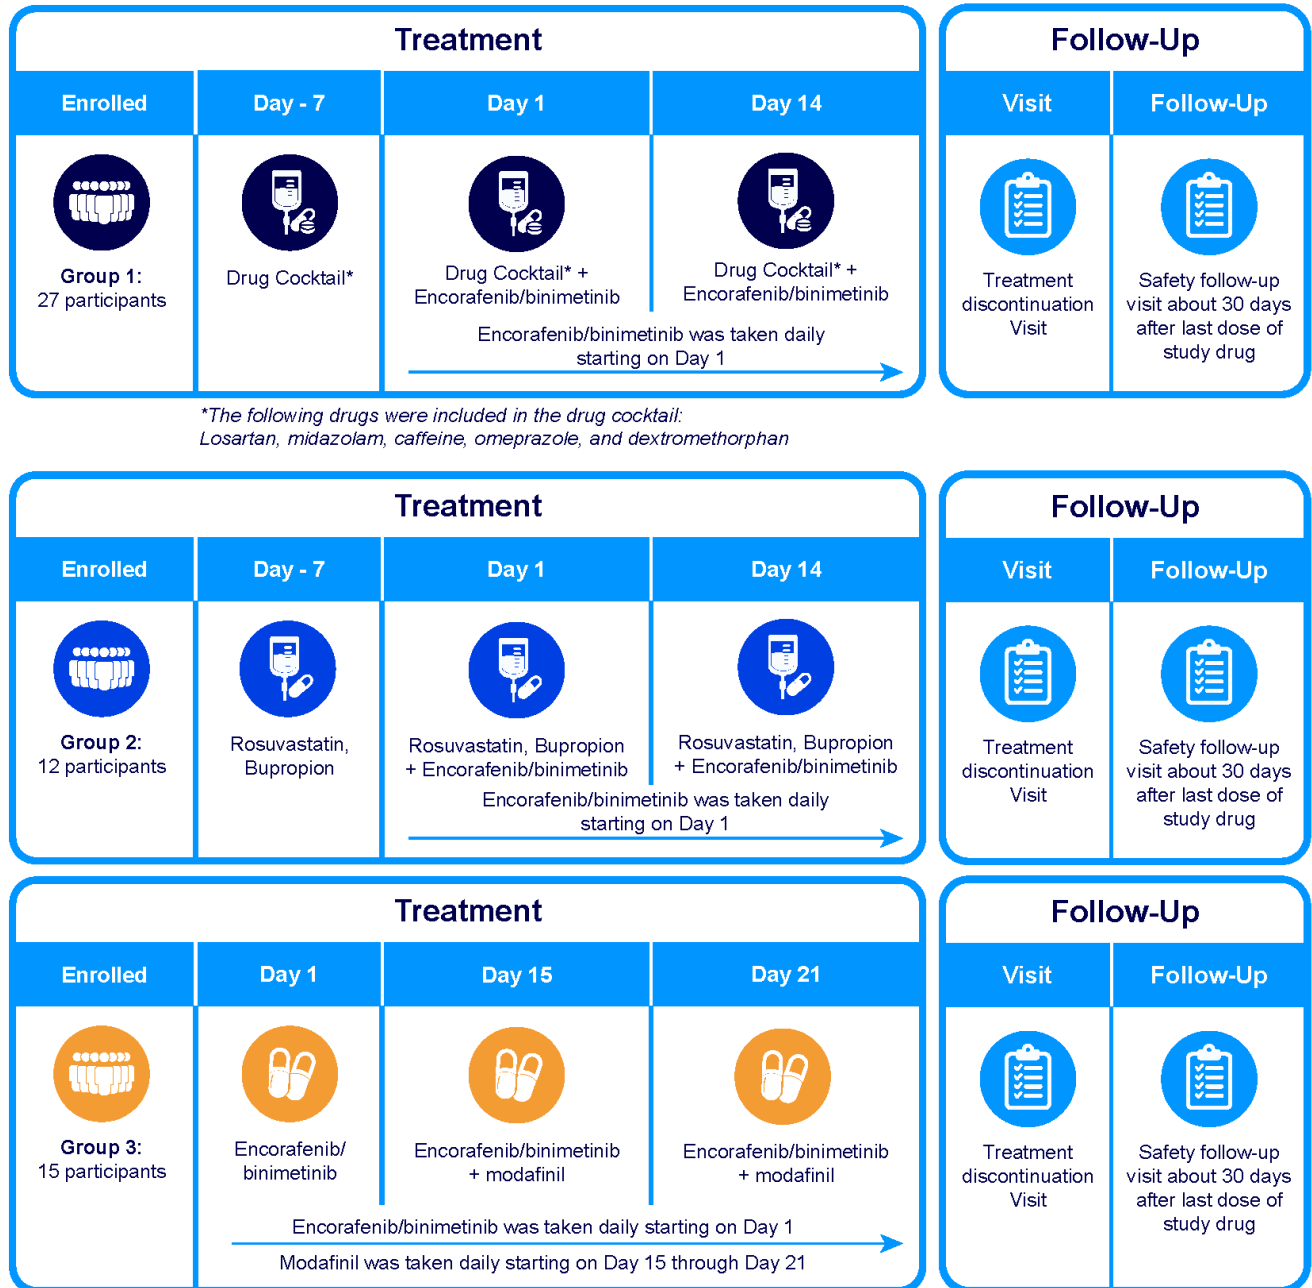 Treatment
Follow-Up
Enrolled
Day - 7
Day 1
Day 14
Visit
Follow-Up
Group 1:
27 participants
Drug Cocktail*
Drug Cocktail* +
Encorafenib/binimetinib
Drug Cocktail* +
Encorafenib/binimetinib
Encorafenib/binimetinib was taken daily
starting on Day 1
Treatment
discontinuation
Visit
Safety follow-up
visit about 30 days
after last dose of
study drug
*The following drugs were included in the drug cocktail:
Losartan, midazolam, caffeine, omeprazole, and dextromethorphan
Treatment
Follow-Up
Enrolled
Day - 7
Day 1
Day 14
Visit
Follow-Up
Group 2:
12 participants
Rosuvastatin,
Bupropion
Rosuvastatin, Bupropion
+ Encorafenib/binimetinib
Rosuvastatin, Bupropion
+ Encorafenib/binimetinib
Encorafenib/binimetinib was taken daily
starting on Day 1
Treatment
discontinuation
Visit
Safety follow-up
visit about 30 days
after last dose of
study drug
Treatment
Follow-Up
Enrolled
Day 1
Day 15
Day 21
Visit
Follow-Up
Group 3:
15 participants
Encorafenib/
binimetinib
Encorafenib/binimetinib
+ modafinil
Encorafenib/binimetinib
+ modafinil
Encorafenib/binimetinib was taken daily starting on Day 1
Modafinil was taken daily starting on Day 15 through Day 21
Treatment
discontinuation
Visit
Safety follow-up
visit about 30 days
after last dose of
study drug